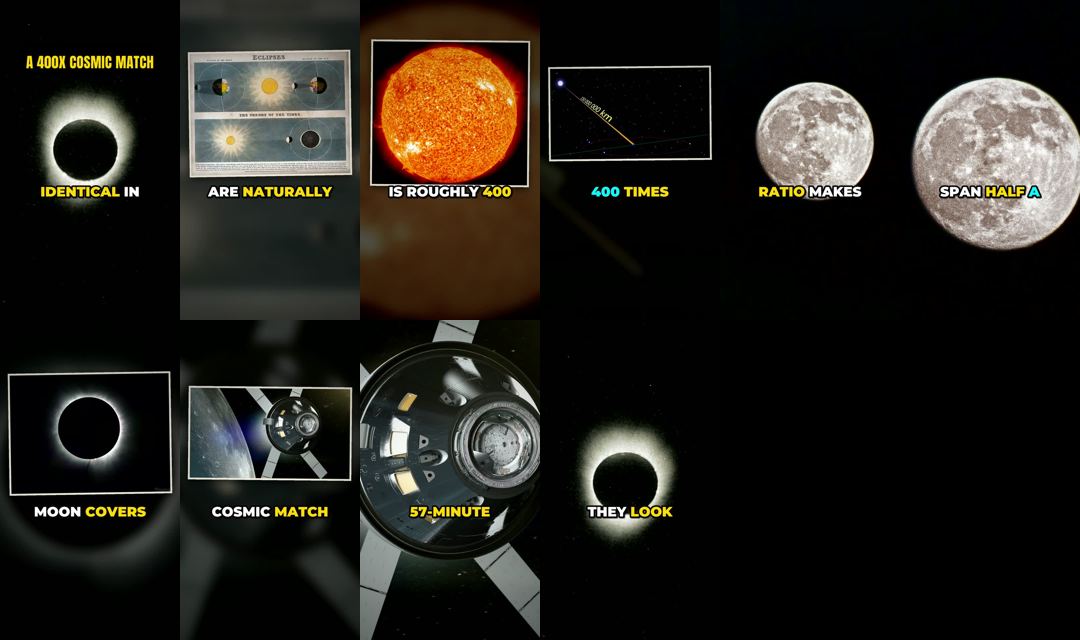 A 400X COSMIC MATCH
IDENTICAL IN
ECLIPSES
ARE NATURALLY
IS ROUGHLY 400
400 TIMES
RATIO MAKES
SPAN HALF A
MOON COVERS
COSMIC MATCH
57-MINUTE
THEY LOOK